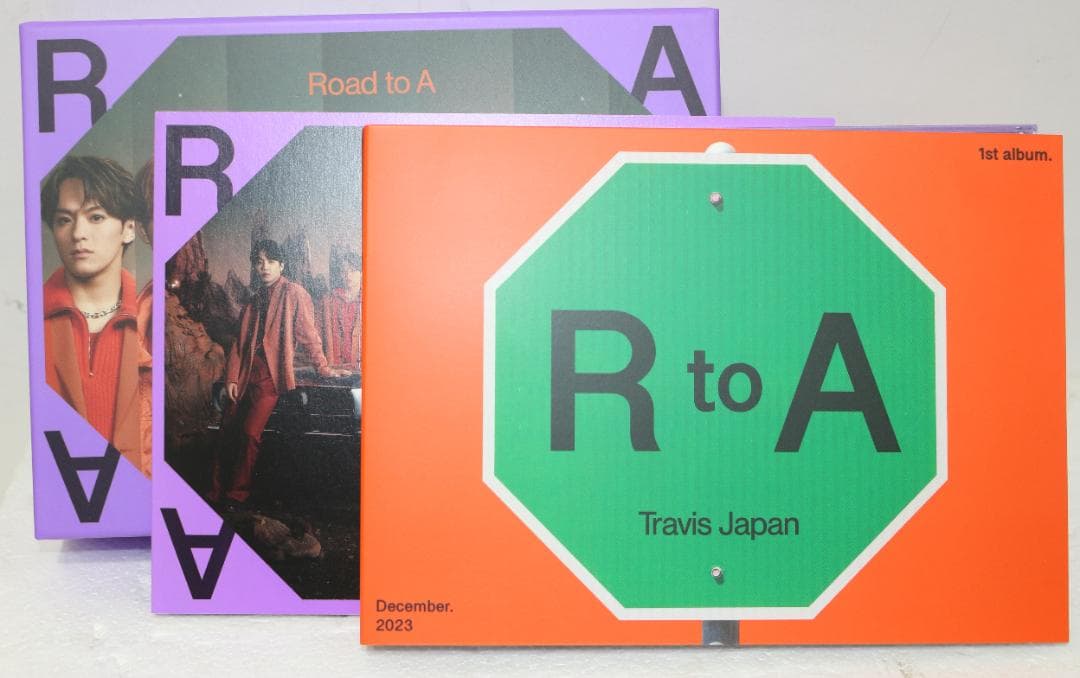 R
A
Road to A
A
R
A
1st album.
R to A
Travis Japan
December.
2023